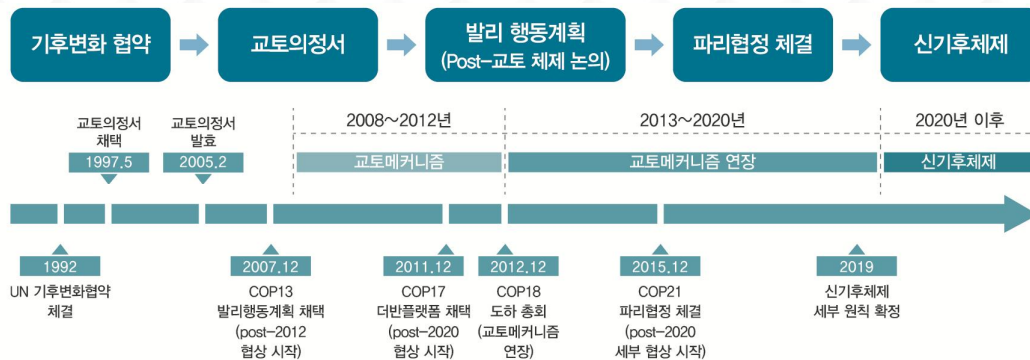 기후변화 협약
교토의정서
발리 행동계획
(Post-교토 체제 논의)
파리협정 체결
신기후체제
교토의정서
채택
1997.5
교토의정서
발효
2005.2
2008~2012년
2013~2020년
2020년 이후
교토메커니즘
교토메커니즘 연장
신기후체제
1992
UN 기후변화협약
체결
2007.12
COP13
발리행동계획 채택
(post-2012
협상 시작)
2011.12
COP17
더반플랫폼 채택
(post-2020
협상 시작)
2012.12
COP18
도하 총회
(교토메커니즘
연장)
2015.12
COP21
파리협정 체결
(post-2020
세부 협상 시작)
2019
신기후체제
세부 원칙 확정